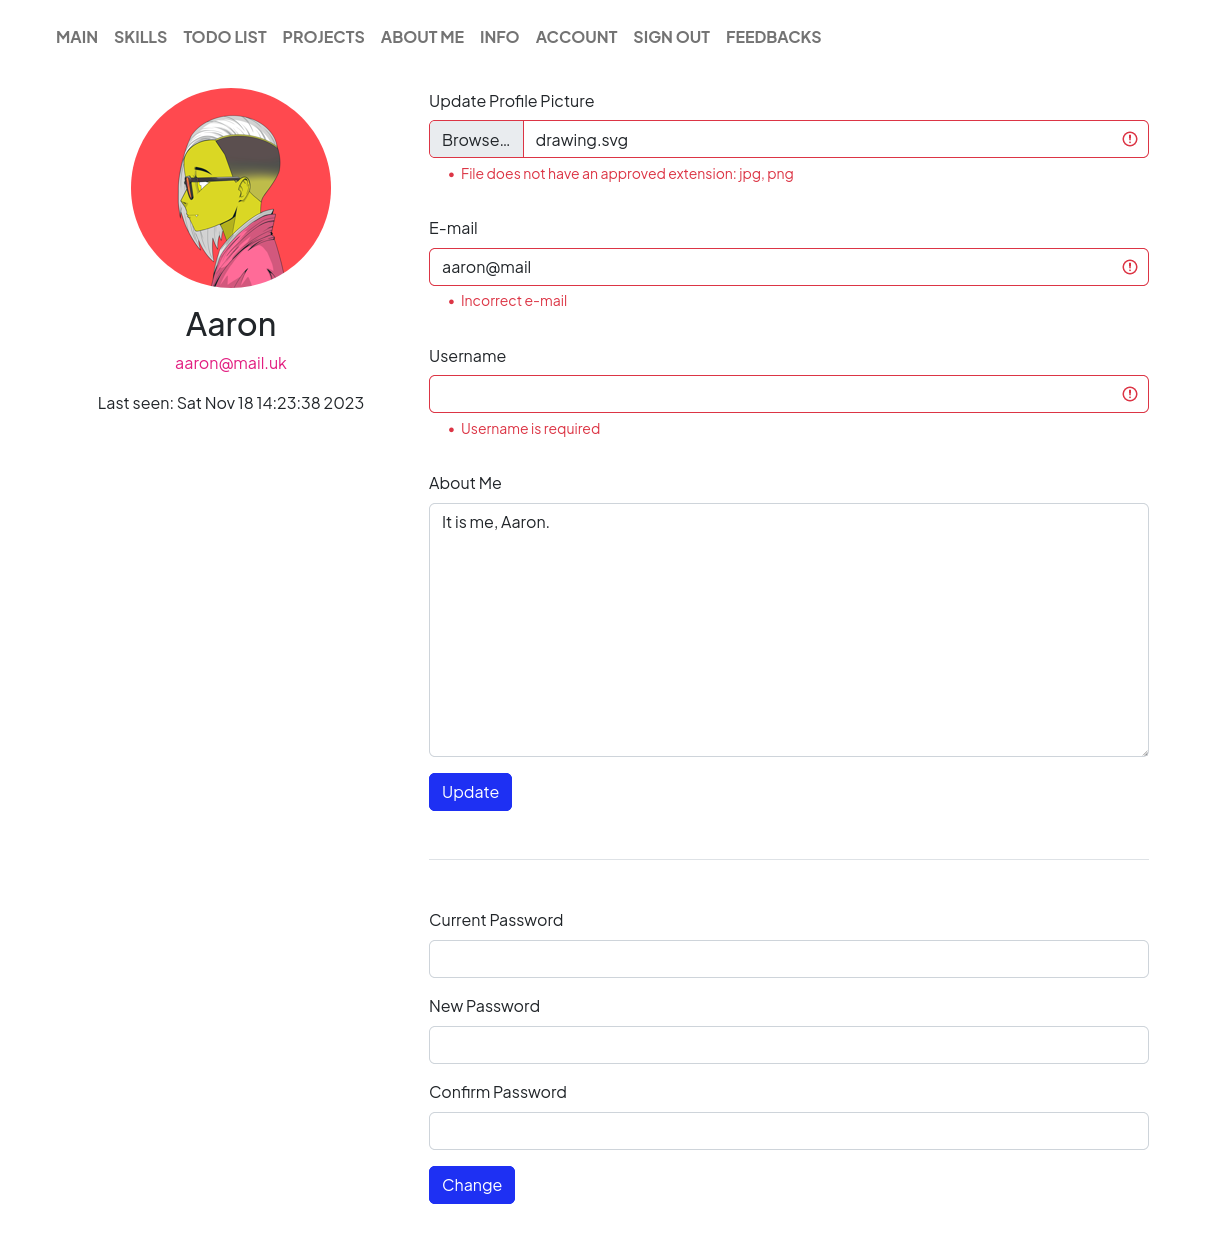 MAIN SKILLS TODO LIST PROJECTS ABOUT ME INFO ACCOUNT SIGN OUT FEEDBACKS
Aaron
aaron@mail.uk
Last seen: Sat Nov 18 14:23:38 2023
Update Profile Picture
Browse... drawing.svg
• File does not have an approved extension: jpg, png
E-mail
aaron@mail
• Incorrect e-mail
Username
• Username is required
About Me
It is me, Aaron.
Update
Current Password
New Password
Confirm Password
Change